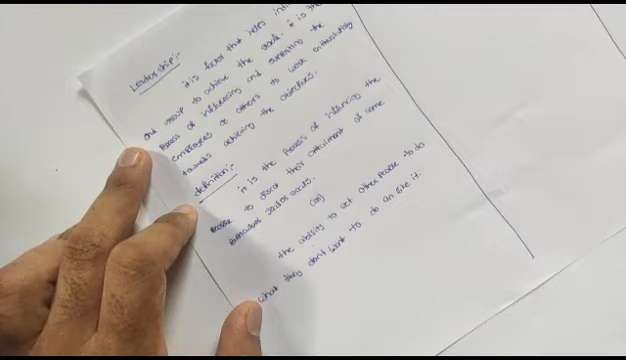 Leadership:-
it is factor that helps indi
and group to achieve the goal. it is the
Process of influencing and supporting the
employees or others to work enthusiastically
towards achieving the objectives.
definition:-
it is the Process of influencing the
People to direct their attainment of some
Particular goals.
(or)
the ability to get other People to do
what they don't want to do and like it.